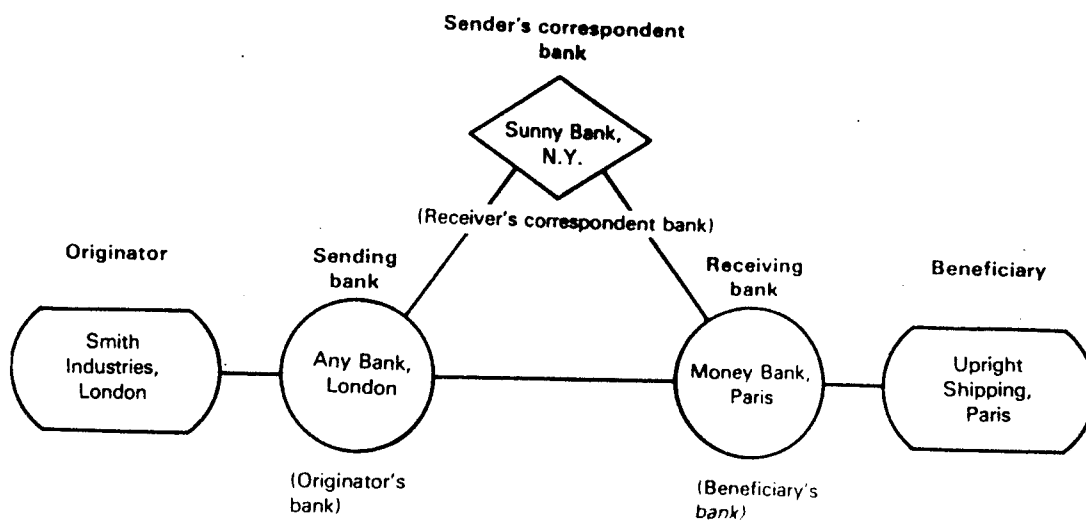 Sender's correspondent
bank
Sunny Bank,
N.Y.
(Receiver's correspondent bank)
Originator
Sending
bank
Receiving
bank
Beneficiary
Smith
Industries,
London
Any Bank,
London
Money Bank,
Paris
Upright
Shipping,
Paris
(Originator's
bank)
(Beneficiary's
bank)